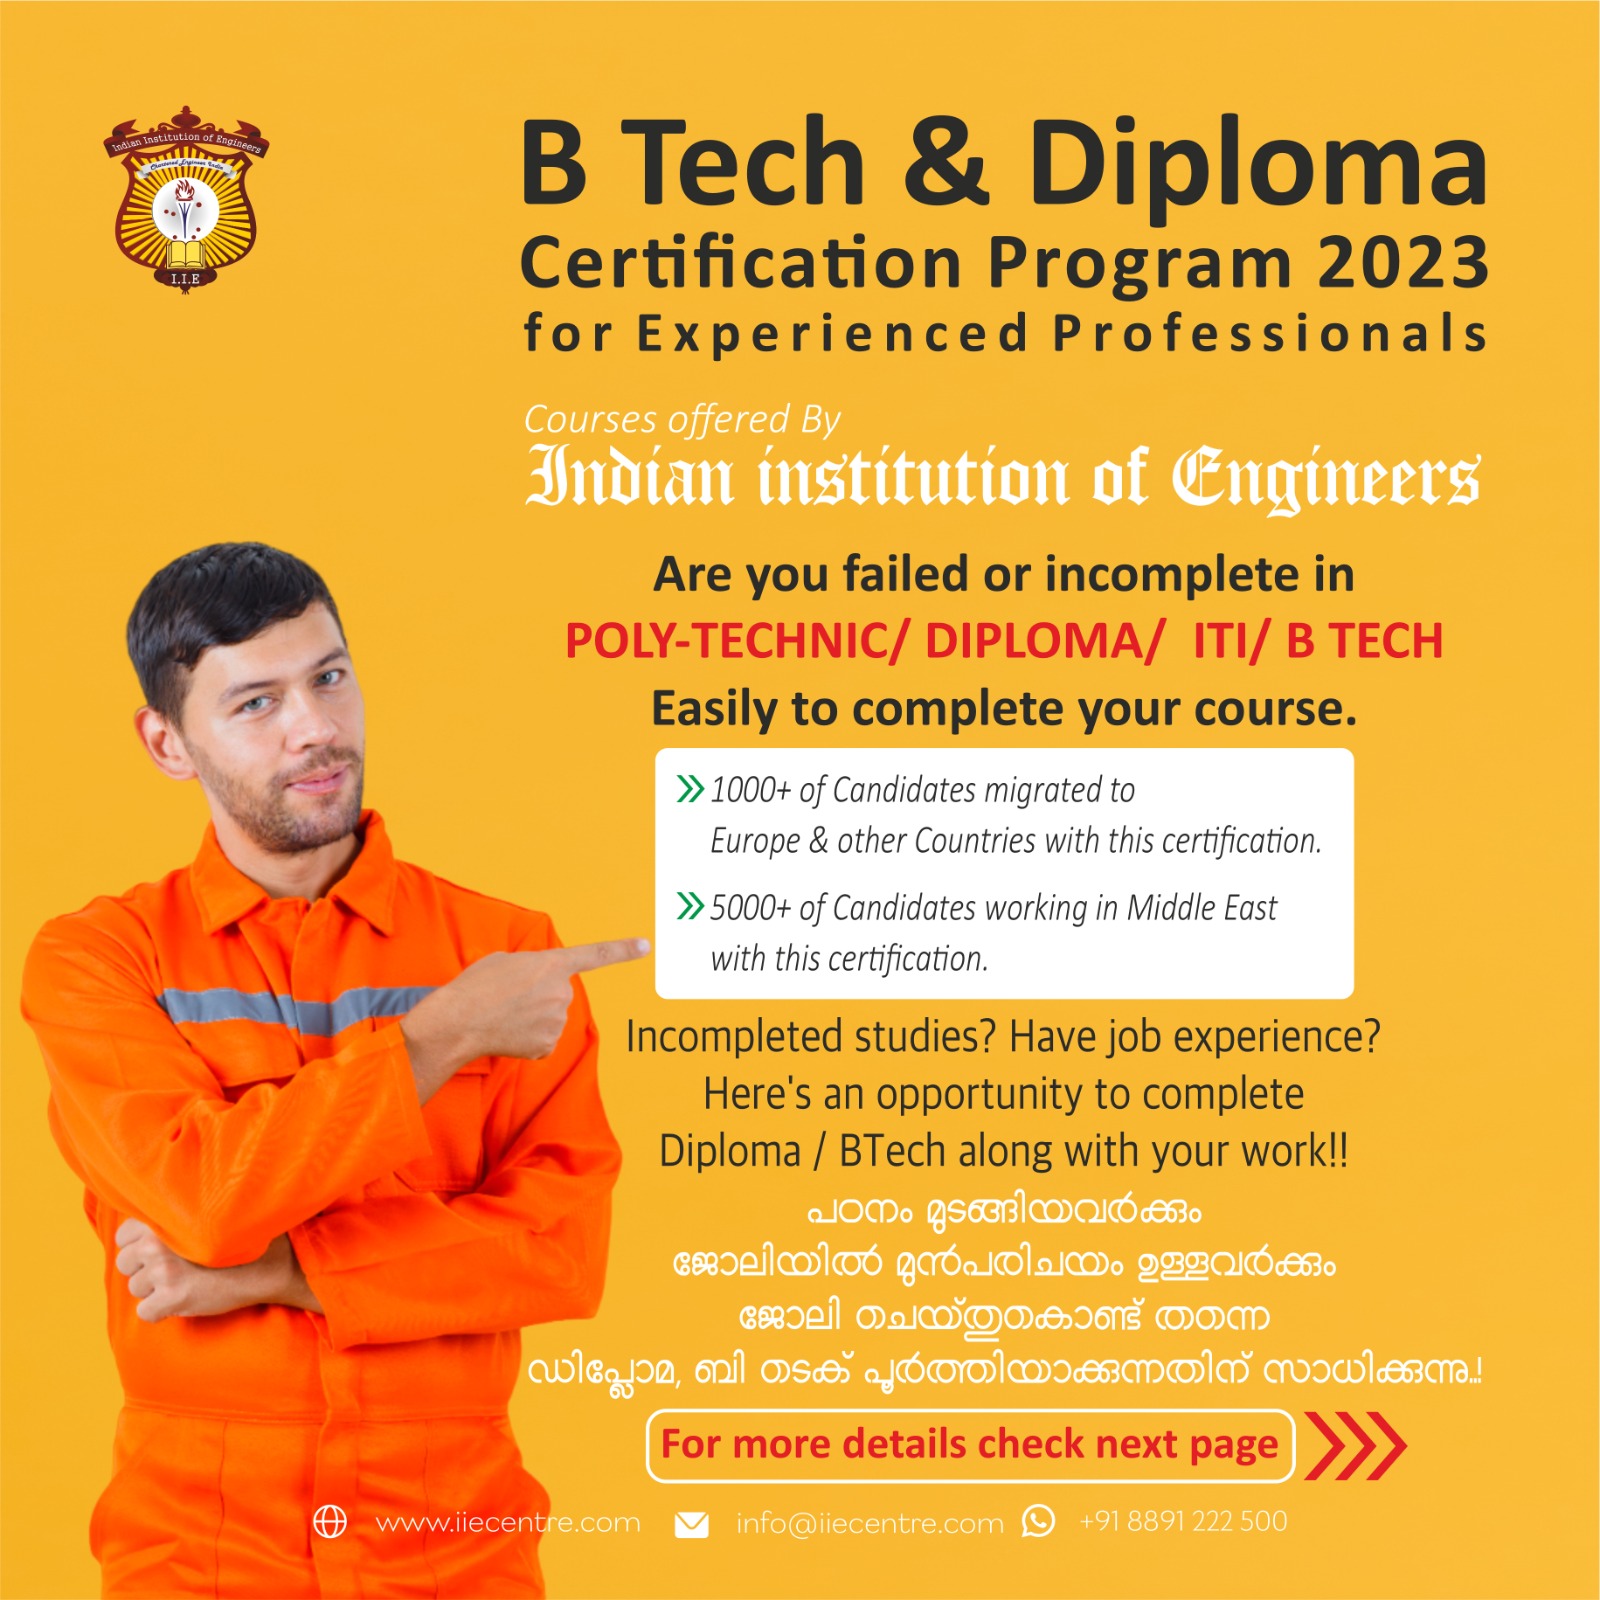 Indian Institution of Engineers
Chartered Engineer India
I.I.E
B Tech & Diploma
Certification Program 2023
for Experienced Professionals
Courses offered By
Indian institution of Engineers
Are you failed or incomplete in
POLY-TECHNIC/ DIPLOMA/ ITI/ B TECH
Easily to complete your course.
1000+ of Candidates migrated to
Europe & other Countries with this certification.
5000+ of Candidates working in Middle East
with this certification.
Incompleted studies? Have job experience?
Here's an opportunity to complete
Diploma / BTech along with your work!!
പഠനം മുടങ്ങിയവർക്കും
ജോലിയിൽ മുൻപരിചയം ഉള്ളവർക്കും
ജോലി ചെയ്തുകൊണ്ട് തന്നെ
ഡിപ്ലോമ, ബി ടെക് പൂർത്തിയാക്കുന്നതിന് സാധിക്കുന്നു..!
For more details check next page
www.iiecentre.com info@iiecentre.com +91 8891 222 500